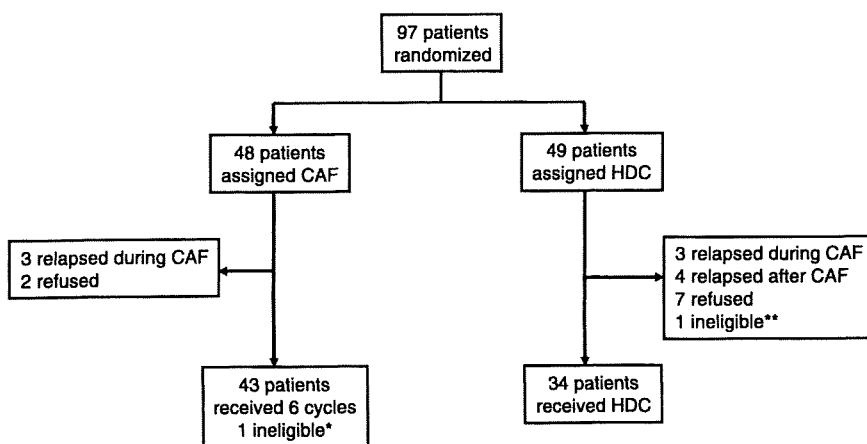 97 patients
randomized
48 patients
assigned CAF
49 patients
assigned HDC
3 relapsed during CAF
2 refused
3 relapsed during CAF
4 relapsed after CAF
7 refused
1 ineligible**
43 patients
received 6 cycles
1 ineligible*
34 patients
received HDC